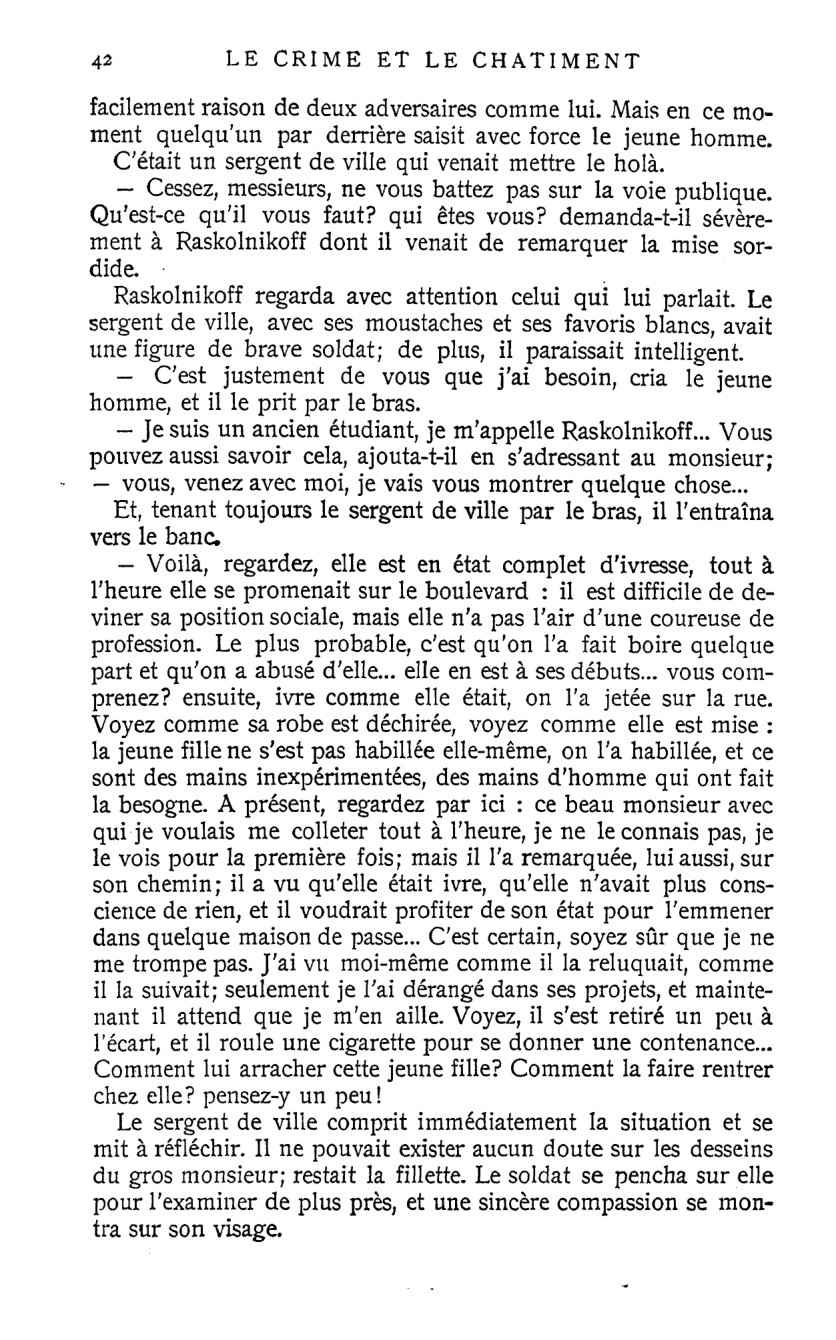 42 LE CRIME ET LE CHATIMENT
facilement raison de deux adversaires comme lui. Mais en ce mo-
ment quelqu'un par derrière saisit avec force le jeune homme.
C'était un sergent de ville qui venait mettre le holà.
— Cessez, messieurs, ne vous battez pas sur la voie publique.
Qu'est-ce qu'il vous faut? qui êtes vous? demanda-t-il sévère-
ment à Raskolnikoff dont il venait de remarquer la mise sor-
dide.
Raskolnikoff regarda avec attention celui qui lui parlait. Le
sergent de ville, avec ses moustaches et ses favoris blancs, avait
une figure de brave soldat; de plus, il paraissait intelligent.
— C'est justement de vous que j'ai besoin, cria le jeune
homme, et il le prit par le bras.
— Je suis un ancien étudiant, je m'appelle Raskolnikoff... Vous
pouvez aussi savoir cela, ajouta-t-il en s'adressant au monsieur;
— vous, venez avec moi, je vais vous montrer quelque chose...
Et, tenant toujours le sergent de ville par le bras, il l'entraîna
vers le banc.
— Voilà, regardez, elle est en état complet d'ivresse, tout à
l'heure elle se promenait sur le boulevard : il est difficile de de-
viner sa position sociale, mais elle n'a pas l'air d'une coureuse de
profession. Le plus probable, c'est qu'on l'a fait boire quelque
part et qu'on a abusé d'elle... elle en est à ses débuts... vous com-
prenez? ensuite, ivre comme elle était, on l'a jetée sur la rue.
Voyez comme sa robe est déchirée, voyez comme elle est mise :
la jeune fille ne s'est pas habillée elle-même, on l'a habillée, et ce
sont des mains inexpérimentées, des mains d'homme qui ont fait
la besogne. A présent, regardez par ici : ce beau monsieur avec
qui je voulais me colleter tout à l'heure, je ne le connais pas, je
le vois pour la première fois; mais il l'a remarquée, lui aussi, sur
son chemin; il a vu qu'elle était ivre, qu'elle n'avait plus cons-
cience de rien, et il voudrait profiter de son état pour l'emmener
dans quelque maison de passe... C'est certain, soyez sûr que je ne
me trompe pas. J'ai vu moi-même comme il la reluquait, comme
il la suivait; seulement je l'ai dérangé dans ses projets, et mainte-
nant il attend que je m'en aille. Voyez, il s'est retiré un peu à
l'écart, et il roule une cigarette pour se donner une contenance...
Comment lui arracher cette jeune fille? Comment la faire rentrer
chez elle? pensez-y un peu!
Le sergent de ville comprit immédiatement la situation et se
mit à réfléchir. Il ne pouvait exister aucun doute sur les desseins
du gros monsieur; restait la fillette. Le soldat se pencha sur elle
pour l'examiner de plus près, et une sincère compassion se mon-
tra sur son visage.